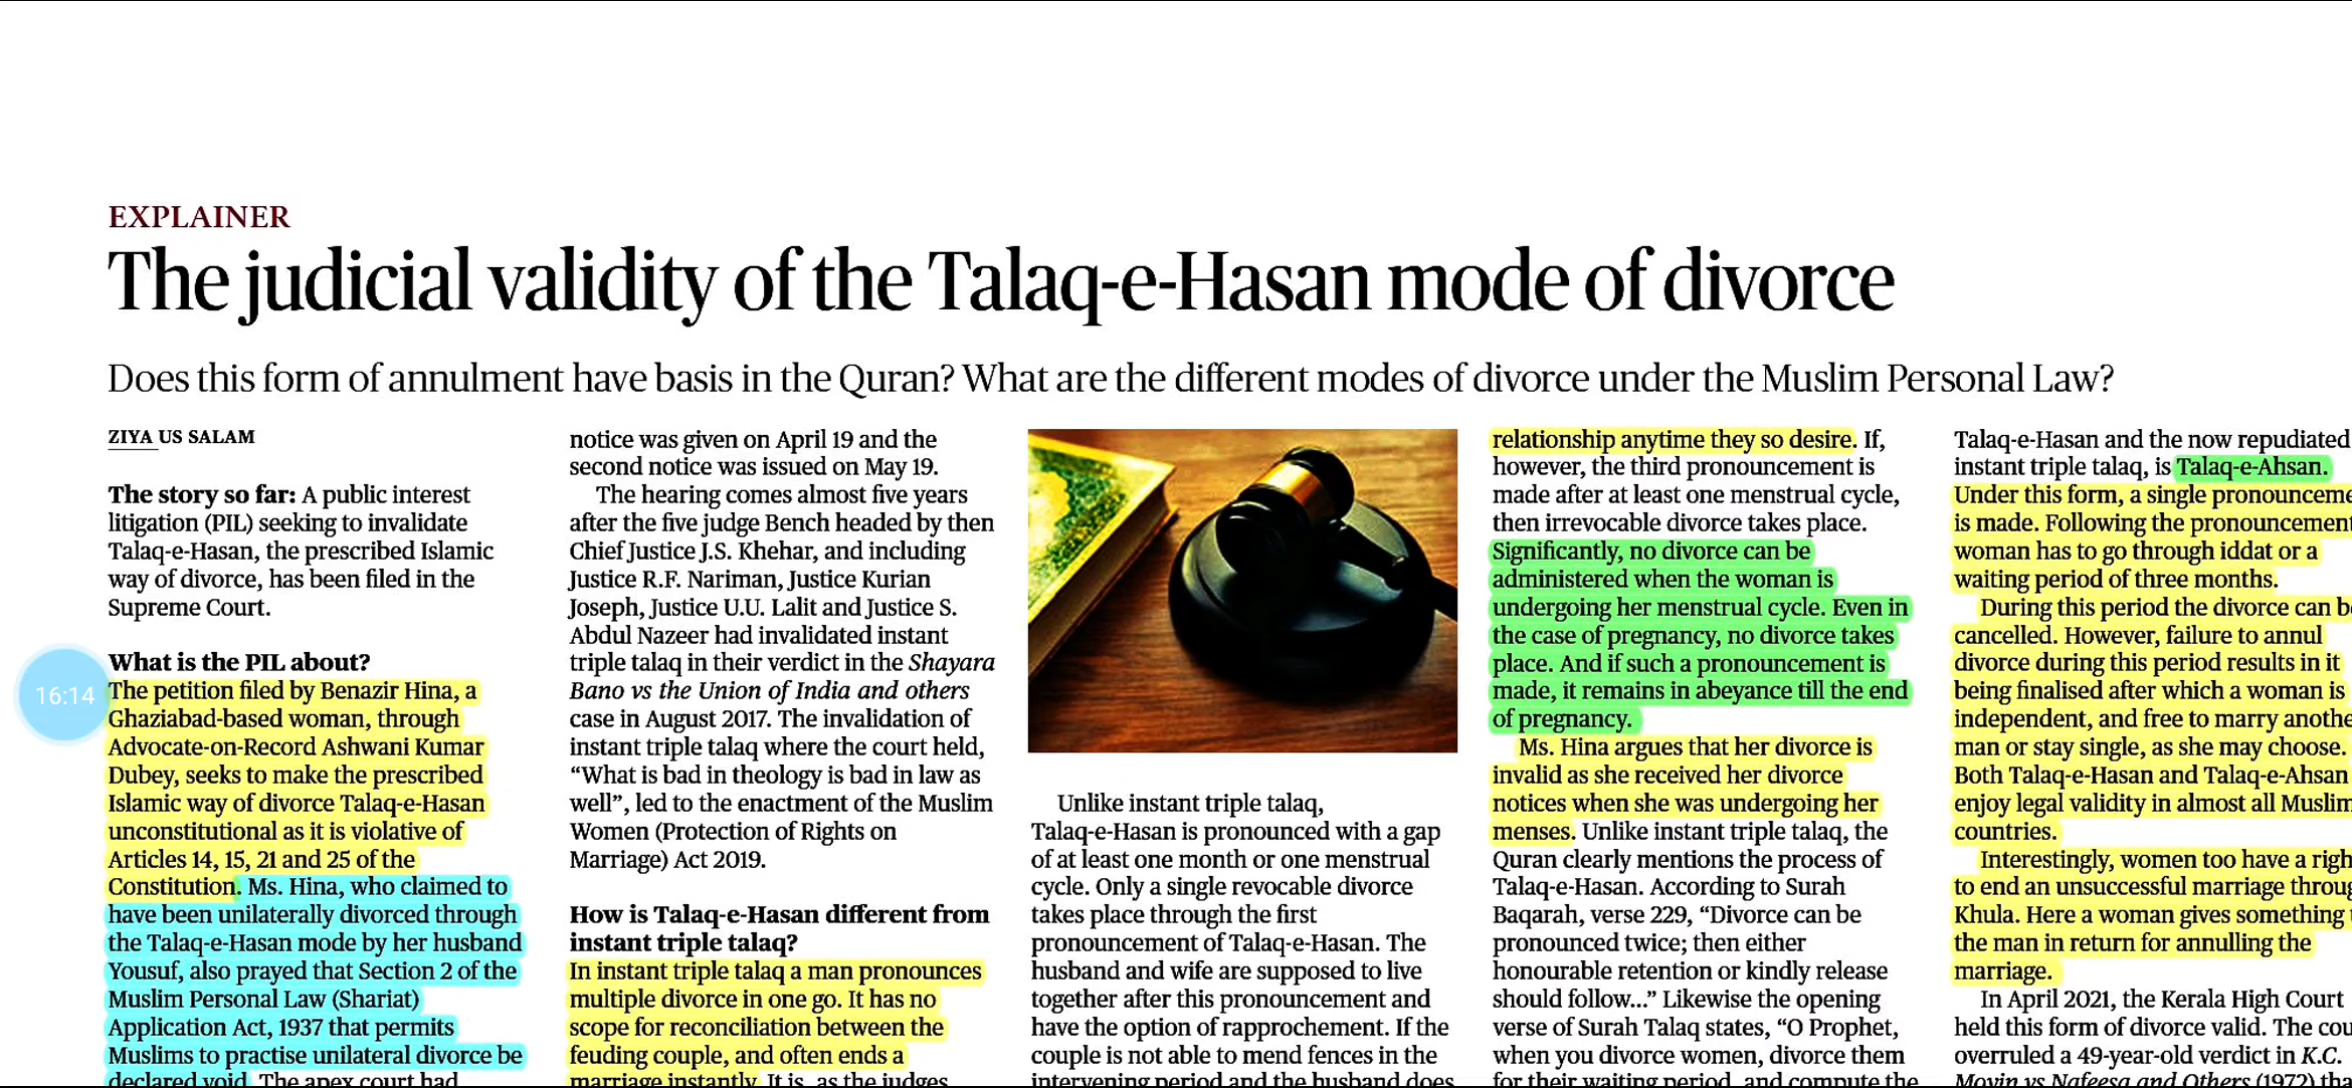 EXPLAINER
The judicial validity of the Talaq-e-Hasan mode of divorce
Does this form of annulment have basis in the Quran? What are the different modes of divorce under the Muslim Personal Law?
ZIYA US SALAM
The story so far: A public interest
litigation (PIL) seeking to invalidate
Talaq-e-Hasan, the prescribed Islamic
way of divorce, has been filed in the
Supreme Court.
What is the PIL about?
16:14
The petition filed by Benazir Hina, a
Ghaziabad-based woman, through
Advocate-on-Record Ashwani Kumar
Dubey, seeks to make the prescribed
Islamic way of divorce Talaq-e-Hasan
unconstitutional as it is violative of
Articles 14, 15, 21 and 25 of the
Constitution. Ms. Hina, who claimed to
have been unilaterally divorced through
the Talaq-e-Hasan mode by her husband
Yousuf, also prayed that Section 2 of the
Muslim Personal Law (Shariat)
Application Act, 1937 that permits
Muslims to practise unilateral divorce be
declared void. The apex court had
notice was given on April 19 and the
second notice was issued on May 19.
The hearing comes almost five years
after the five judge Bench headed by then
Chief Justice J.S. Khehar, and including
Justice R.F. Nariman, Justice Kurian
Joseph, Justice U.U. Lalit and Justice S.
Abdul Nazeer had invalidated instant
triple talaq in their verdict in the Shayara
Bano vs the Union of India and others
case in August 2017. The invalidation of
instant triple talaq where the court held,
“What is bad in theology is bad in law as
well”, led to the enactment of the Muslim
Women (Protection of Rights on
Marriage) Act 2019.
How is Talaq-e-Hasan different from
instant triple talaq?
In instant triple talaq a man pronounces
multiple divorce in one go. It has no
scope for reconciliation between the
feuding couple, and often ends a
marriage instantly. It is, as the judges
Unlike instant triple talaq,
Talaq-e-Hasan is pronounced with a gap
of at least one month or one menstrual
cycle. Only a single revocable divorce
takes place through the first
pronouncement of Talaq-e-Hasan. The
husband and wife are supposed to live
together after this pronouncement and
have the option of rapprochement. If the
couple is not able to mend fences in the
intervening period and the husband does
relationship anytime they so desire. If,
however, the third pronouncement is
made after at least one menstrual cycle,
then irrevocable divorce takes place.
Significantly, no divorce can be
administered when the woman is
undergoing her menstrual cycle. Even in
the case of pregnancy, no divorce takes
place. And if such a pronouncement is
made, it remains in abeyance till the end
of pregnancy.
Ms. Hina argues that her divorce is
invalid as she received her divorce
notices when she was undergoing her
menses. Unlike instant triple talaq, the
Quran clearly mentions the process of
Talaq-e-Hasan. According to Surah
Baqarah, verse 229, “Divorce can be
pronounced twice; then either
honourable retention or kindly release
should follow...” Likewise the opening
verse of Surah Talaq states, “O Prophet,
when you divorce women, divorce them
for their waiting period, and compute the
Talaq-e-Hasan and the now repudiated
instant triple talaq, is Talaq-e-Ahsan.
Under this form, a single pronounceme
is made. Following the pronouncement
woman has to go through iddat or a
waiting period of three months.
During this period the divorce can b
cancelled. However, failure to annul
divorce during this period results in it
being finalised after which a woman is
independent, and free to marry anothe
man or stay single, as she may choose.
Both Talaq-e-Hasan and Talaq-e-Ahsan
enjoy legal validity in almost all Muslim
countries.
Interestingly, women too have a righ
to end an unsuccessful marriage throug
Khula. Here a woman gives something
the man in return for annulling the
marriage.
In April 2021, the Kerala High Court
held this form of divorce valid. The cou
overruled a 49-year-old verdict in K.C.
Moyin vs Nafeesa and Others (1972) tha